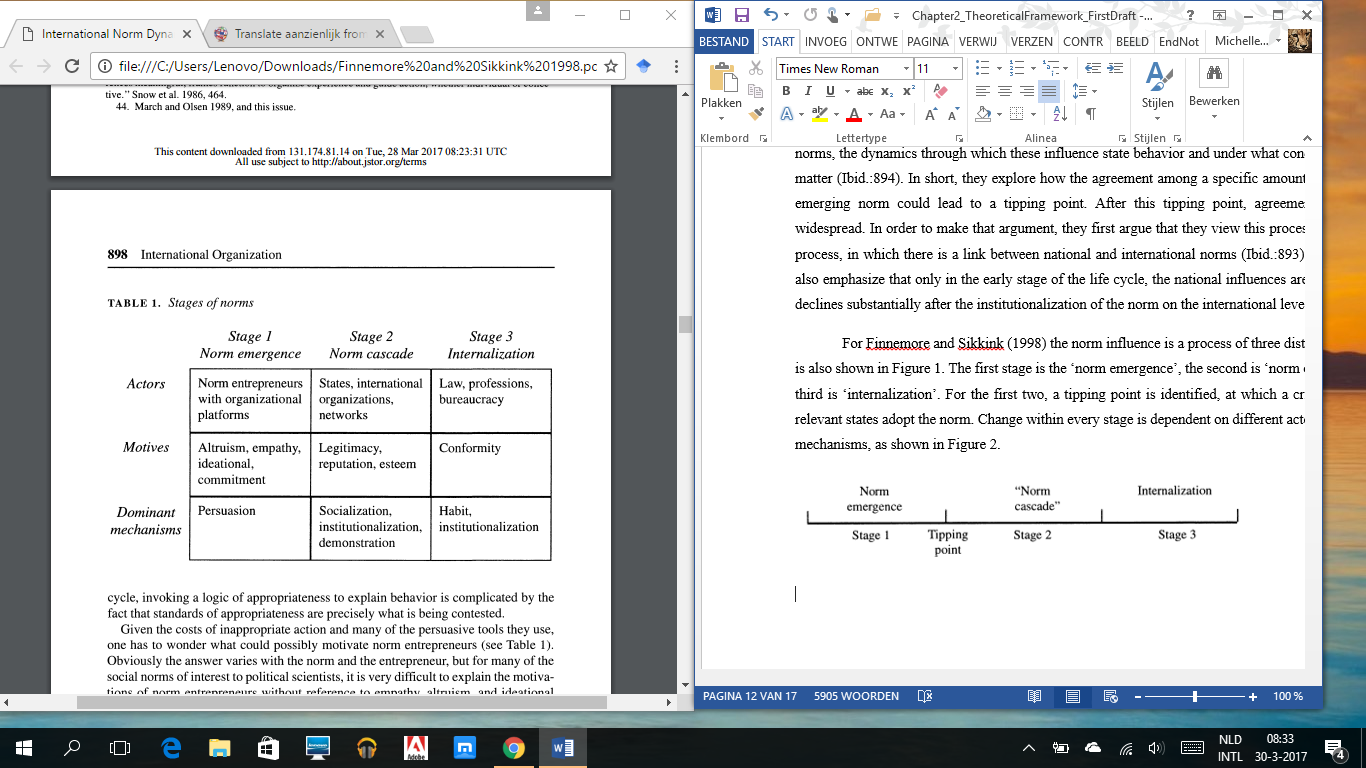 International Norm Dyna
Translate aanzienlijk from
file:///C:/Users/Lenovo/Downloads/Finnemore%20and%20Sikkink%201998.pc
tive." Snow et al. 1986, 464.
44. March and Olsen 1989, and this issue.
This content downloaded from 131.174.81.14 on Tue, 28 Mar 2017 08:23:31 UTC
All use subject to http://about.jstor.org/terms
898 International Organization
TABLE 1. Stages of norms
Stage 1 Stage 2 Stage 3
Norm emergence Norm cascade Internalization
Actors Norm entrepreneurs States, international Law, professions,
with organizational organizations, bureaucracy
platforms networks
Motives Altruism, empathy, Legitimacy, Conformity
ideational, reputation, esteem
commitment
Dominant Persuasion Socialization, Habit,
mechanisms institutionalization, institutionalization
demonstration
cycle, invoking a logic of appropriateness to explain behavior is complicated by the
fact that standards of appropriateness are precisely what is being contested.
Given the costs of inappropriate action and many of the persuasive tools they use,
one has to wonder what could possibly motivate norm entrepreneurs (see Table 1).
Obviously the answer varies with the norm and the entrepreneur, but for many of the
social norms of interest to political scientists, it is very difficult to explain the motiva-
tions of norm entrepreneurs without reference to empathy, altruism, and ideational
Chapter2_TheoreticalFramework_FirstDraft -...
BESTAND START INVOEG ONTWE PAGINA VERWIJ VERZEN CONTR BEELD EndNot Michelle...
Times New Roman 11
Plakken
B I U abc x₂ x²
A ab A Aa A A
Stijlen
Bewerken
Klembord Lettertype Alinea Stijlen
norms, the dynamics through which these influence state behavior and under what con
matter (Ibid.:894). In short, they explore how the agreement among a specific amount
emerging norm could lead to a tipping point. After this tipping point, agreeme
widespread. In order to make that argument, they first argue that they view this proces
process, in which there is a link between national and international norms (Ibid.:893)
also emphasize that only in the early stage of the life cycle, the national influences are
declines substantially after the institutionalization of the norm on the international leve
For Finnemore and Sikkink (1998) the norm influence is a process of three dist
is also shown in Figure 1. The first stage is the ‘norm emergence’, the second is ‘norm
third is ‘internalization’. For the first two, a tipping point is identified, at which a cr
relevant states adopt the norm. Change within every stage is dependent on different act
mechanisms, as shown in Figure 2.
Norm “Norm Internalization
emergence cascade”
Stage 1 Tipping Stage 2 Stage 3
point
PAGINA 12 VAN 17 5905 WOORDEN 100 %
Adobe
NLD 08:33
INTL 30-3-2017 4